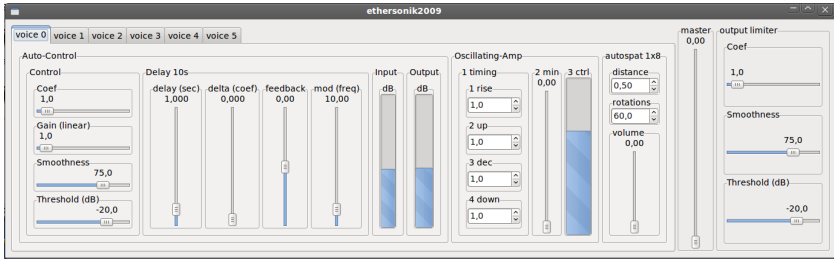 ethersonik2009
voice 0 voice 1 voice 2 voice 3 voice 4 voice 5
Auto-Control
Control
Coef
1,0
Gain (linear)
1,0
Smoothness
75,0
Threshold (dB)
-20,0
Delay 10s
delay (sec) delta (coef) feedback mod (freq)
1,000 0,000 0,00 10,00
Input
dB
Output
dB
Oscillating-Amp
1 timing
1 rise
1,0
2 up
1,0
3 dec
1,0
4 down
1,0
2 min
0,00
3 ctrl
autospat 1x8
distance
0,50
rotations
60,0
volume
0,00
master
0,00
output limiter
Coef
1,0
Smoothness
75,0
Threshold (dB)
-20,0